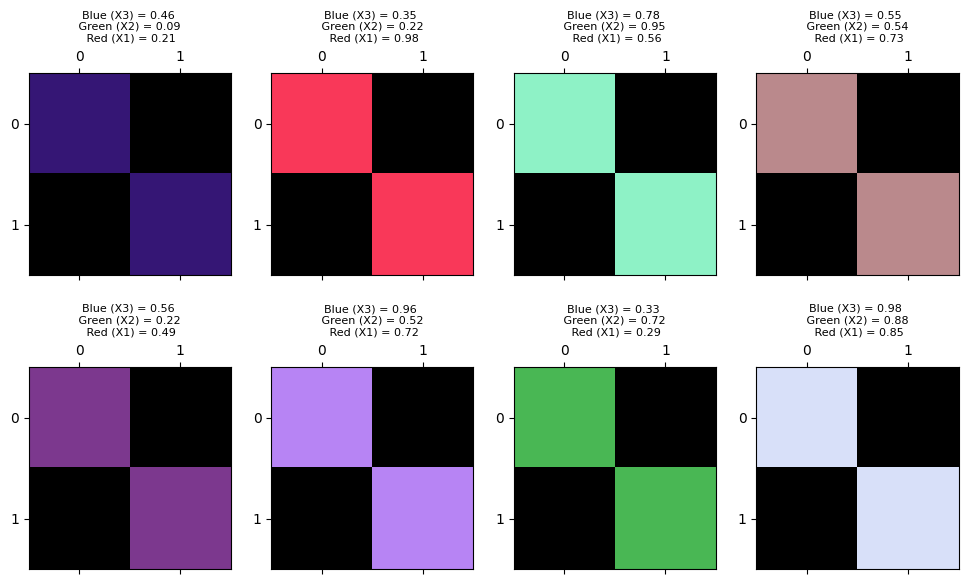 Blue (X3) = 0.46
Green (X2) = 0.09
Red (X1) = 0.21
0 1
0
1
Blue (X3) = 0.35
Green (X2) = 0.22
Red (X1) = 0.98
0 1
0
1
Blue (X3) = 0.78
Green (X2) = 0.95
Red (X1) = 0.56
0 1
0
1
Blue (X3) = 0.55
Green (X2) = 0.54
Red (X1) = 0.73
0 1
0
1
Blue (X3) = 0.56
Green (X2) = 0.22
Red (X1) = 0.49
0 1
0
1
Blue (X3) = 0.96
Green (X2) = 0.52
Red (X1) = 0.72
0 1
0
1
Blue (X3) = 0.33
Green (X2) = 0.72
Red (X1) = 0.29
0 1
0
1
Blue (X3) = 0.98
Green (X2) = 0.88
Red (X1) = 0.85
0 1
0
1